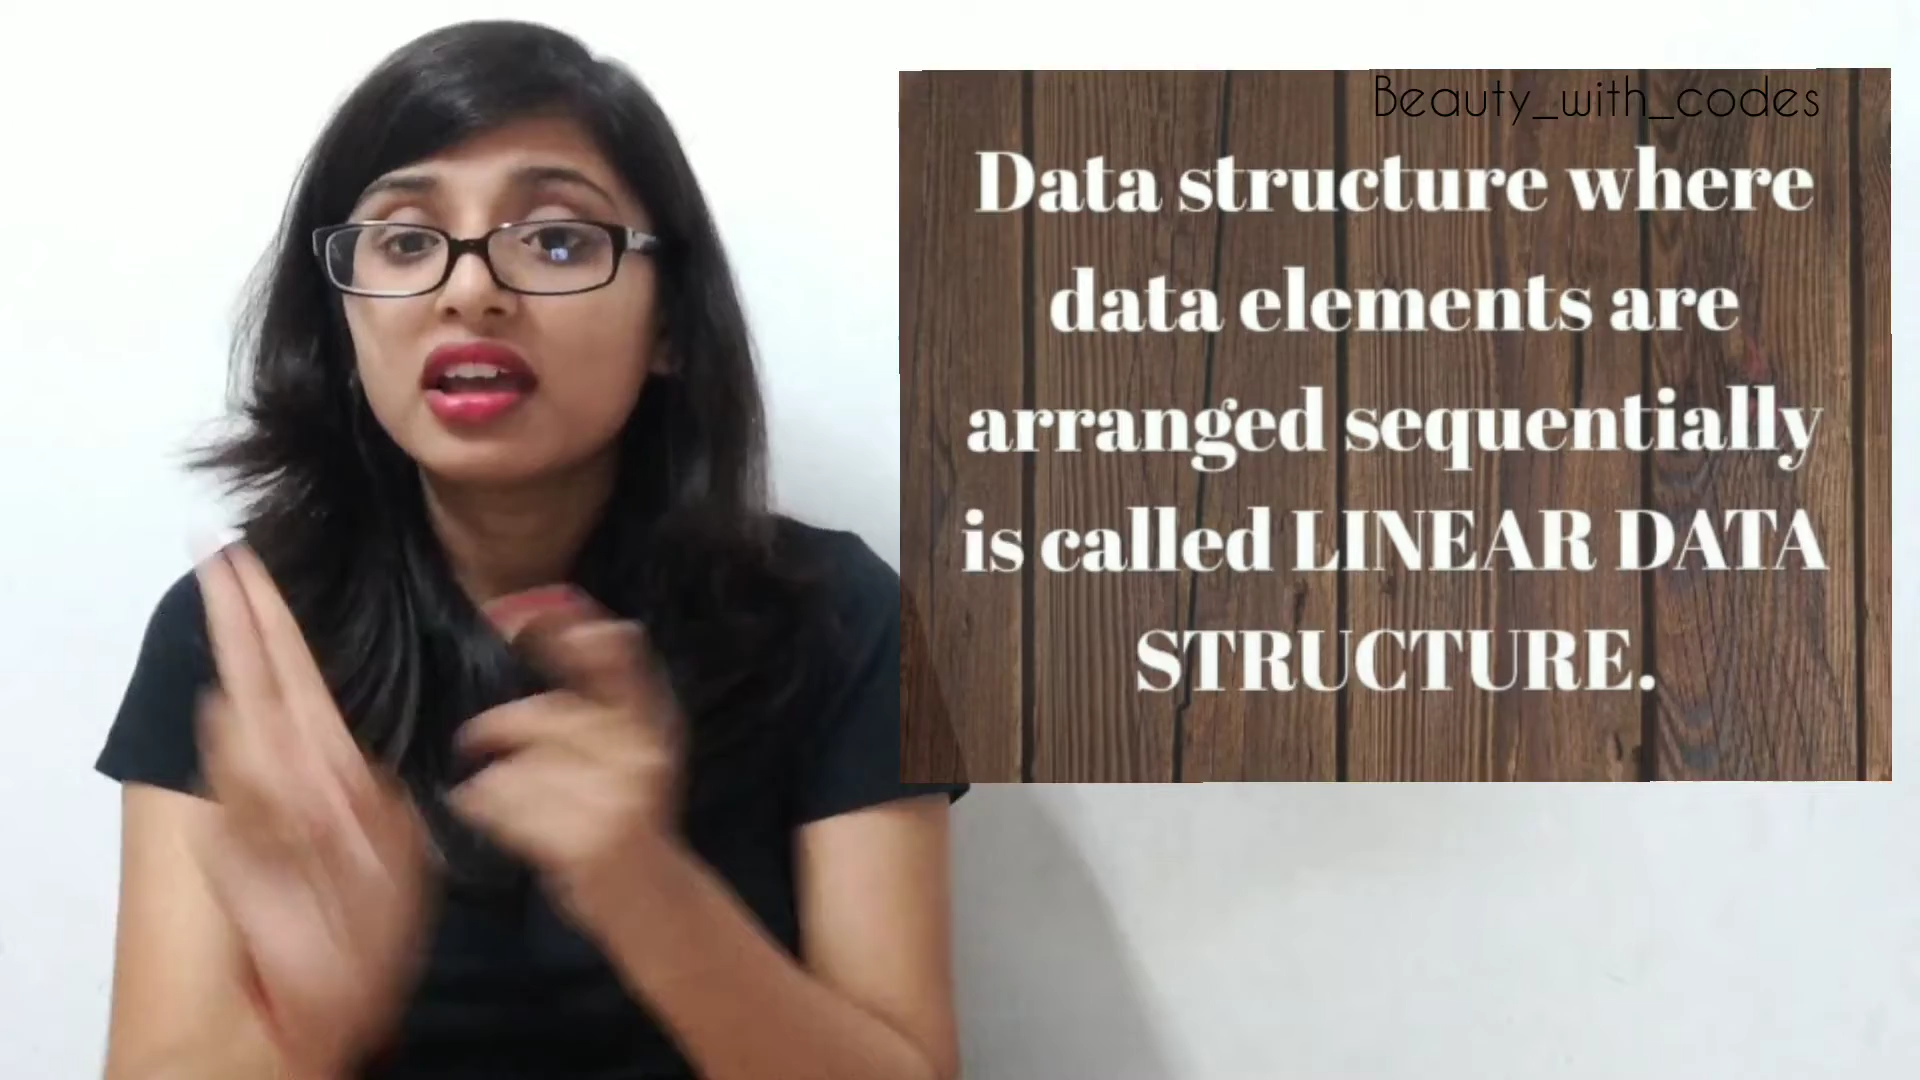 Beauty_with_codes
Data structure where
data elements are
arranged sequentially
is called LINEAR DATA
STRUCTURE.